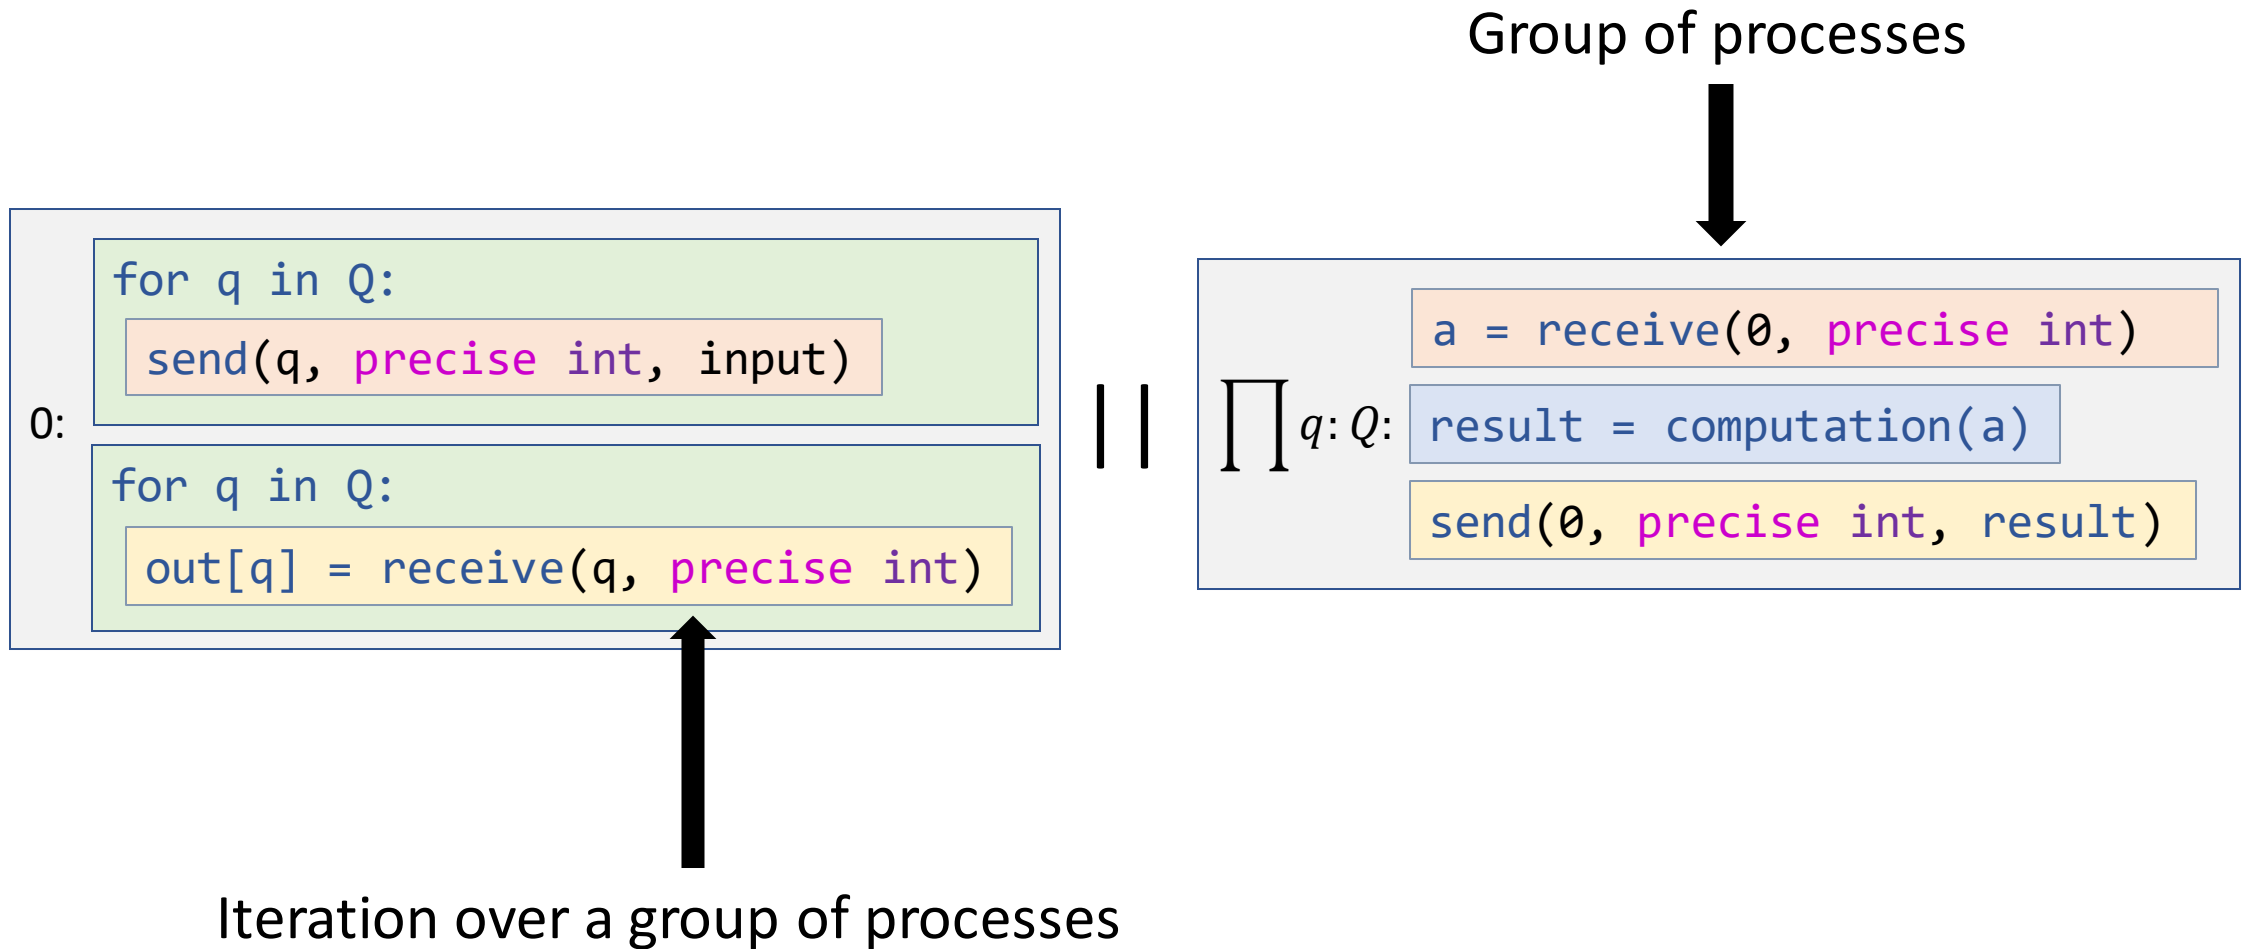 Group of processes
0:
for q in Q:
send(q, precise int, input)
for q in Q:
out[q] = receive(q, precise int)
||
∏ q: Q:
a = receive(0, precise int)
result = computation(a)
send(0, precise int, result)
Iteration over a group of processes